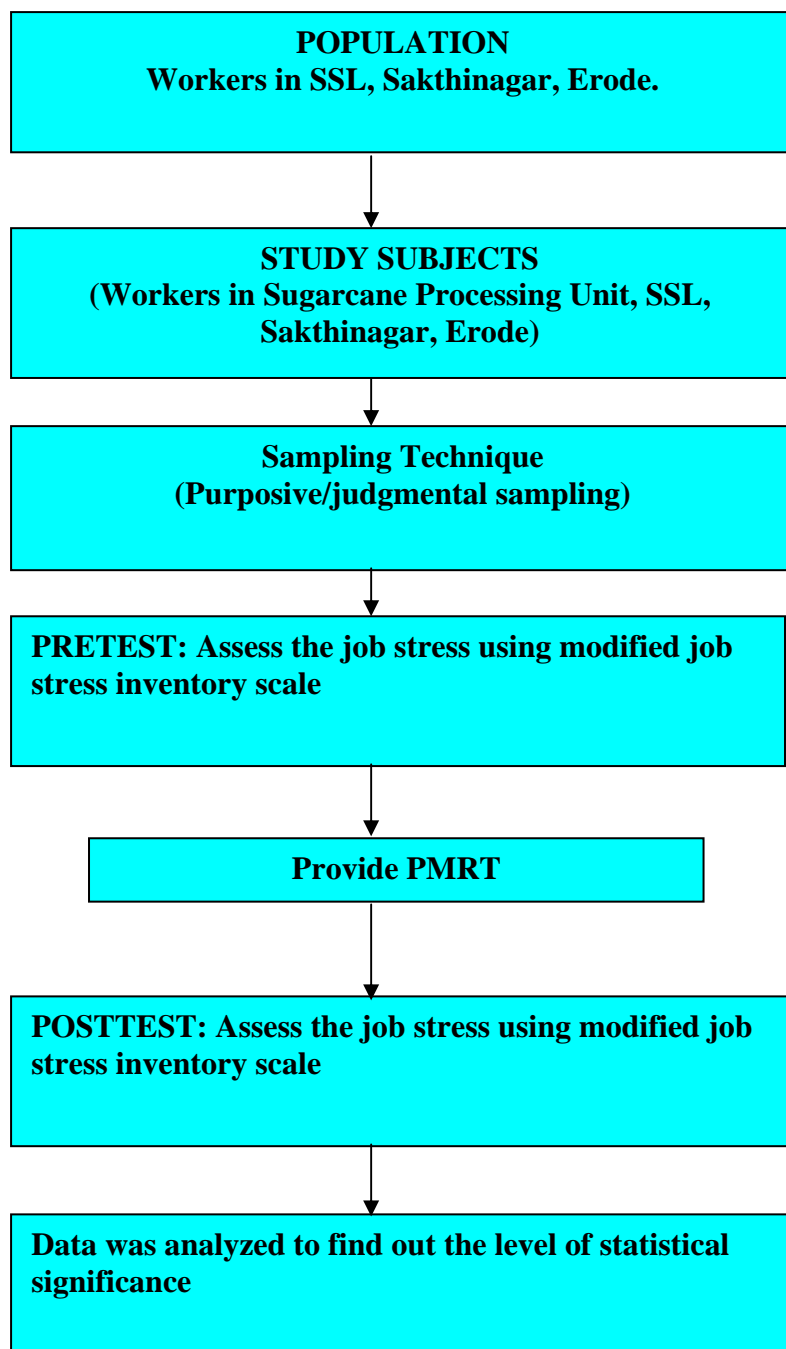 POPULATION
Workers in SSL, Sakthinagar, Erode.
STUDY SUBJECTS
(Workers in Sugarcane Processing Unit, SSL,
Sakthinagar, Erode)
Sampling Technique
(Purposive/judgmental sampling)
PRETEST: Assess the job stress using modified job
stress inventory scale
Provide PMRT
POSTTEST: Assess the job stress using modified job
stress inventory scale
Data was analyzed to find out the level of statistical
significance